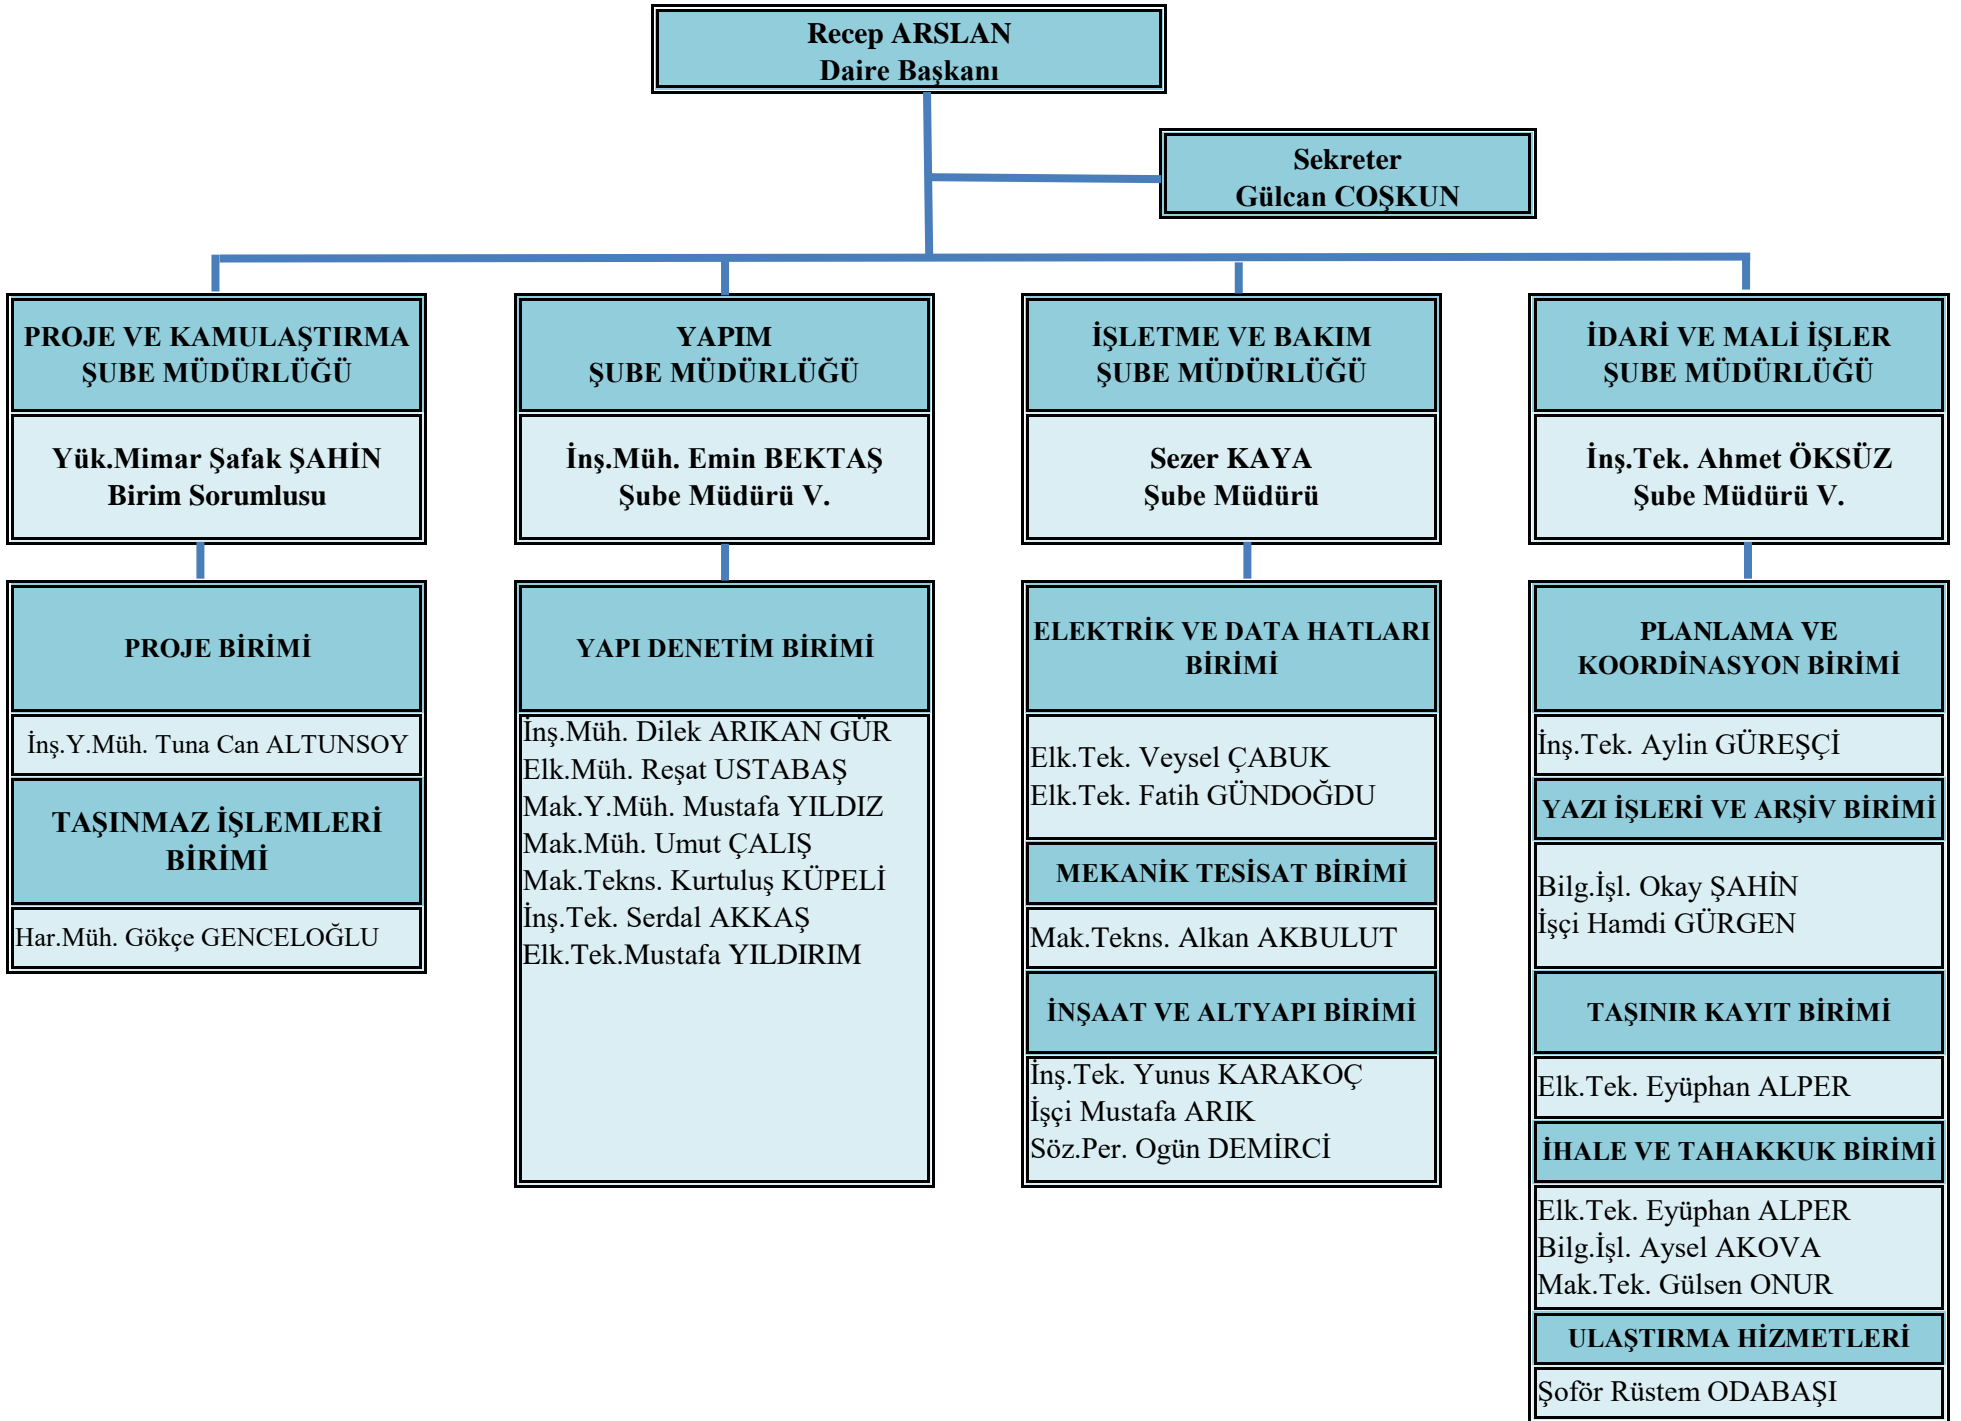 Recep ARSLAN
Daire Başkanı
Sekreter
Gülcan COŞKUN
PROJE VE KAMULAŞTIRMA
ŞUBE MÜDÜRLÜĞÜ
Yük.Mimar Şafak ŞAHİN
Birim Sorumlusu
PROJE BİRİMİ
İnş.Y.Müh. Tuna Can ALTUNSOY
TAŞINMAZ İŞLEMLERİ
BİRİMİ
Har.Müh. Gökçe GENCELOĞLU
YAPIM
ŞUBE MÜDÜRLÜĞÜ
İnş.Müh. Emin BEKTAŞ
Şube Müdürü V.
YAPI DENETİM BİRİMİ
İnş.Müh. Dilek ARIKAN GÜR
Elk.Müh. Reşat USTABAŞ
Mak.Y.Müh. Mustafa YILDIZ
Mak.Müh. Umut ÇALIŞ
Mak.Tekns. Kurtuluş KÜPELİ
İnş.Tek. Serdal AKKAŞ
Elk.Tek.Mustafa YILDIRIM
İŞLETME VE BAKIM
ŞUBE MÜDÜRLÜĞÜ
Sezer KAYA
Şube Müdürü
ELEKTRİK VE DATA HATLARI
BİRİMİ
Elk.Tek. Veysel ÇABUK
Elk.Tek. Fatih GÜNDOĞDU
MEKANİK TESİSAT BİRİMİ
Mak.Tekns. Alkan AKBULUT
İNŞAAT VE ALTYAPI BİRİMİ
İnş.Tek. Yunus KARAKOÇ
İşçi Mustafa ARIK
Söz.Per. Ogün DEMİRCİ
İDARİ VE MALİ İŞLER
ŞUBE MÜDÜRLÜĞÜ
İnş.Tek. Ahmet ÖKSÜZ
Şube Müdürü V.
PLANLAMA VE
KOORDİNASYON BİRİMİ
İnş.Tek. Aylin GÜREŞÇİ
YAZI İŞLERİ VE ARŞİV BİRİMİ
Bilg.İşl. Okay ŞAHİN
İşçi Hamdi GÜRGEN
TAŞINIR KAYIT BİRİMİ
Elk.Tek. Eyüphan ALPER
İHALE VE TAHAKKUK BİRİMİ
Elk.Tek. Eyüphan ALPER
Bilg.İşl. Aysel AKOVA
Mak.Tek. Gülsen ONUR
ULAŞTIRMA HİZMETLERİ
Şoför Rüstem ODABAŞI